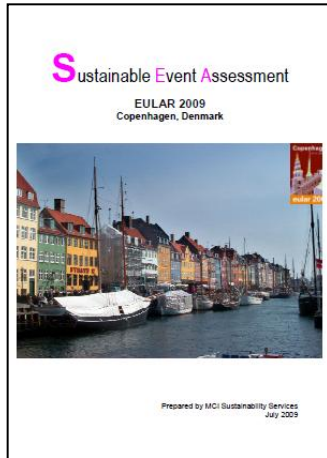 Sustainable Event Assessment
EULAR 2009
Copenhagen, Denmark
Copenhagen
eular 200
Prepared by MCI Sustainability Services
July 2009